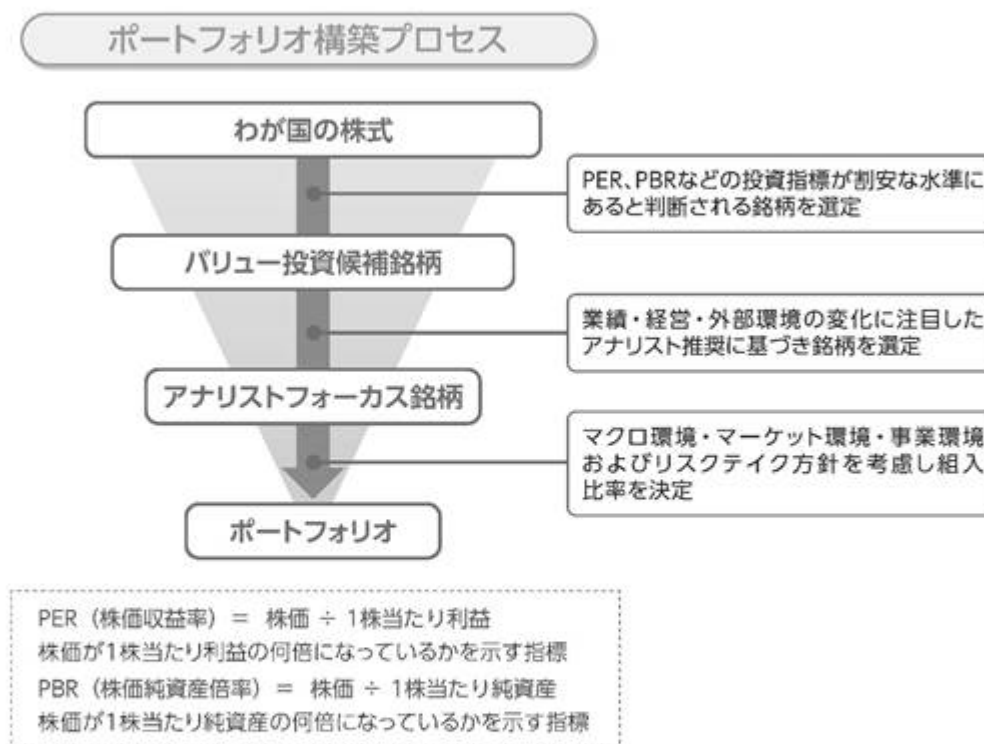 ポートフォリオ構築プロセス
わが国の株式
PER、PBRなどの投資指標が割安な水準に
あると判断される銘柄を選定
バリュー投資候補銘柄
業績・経営・外部環境の変化に注目した
アナリスト推奨に基づき銘柄を選定
アナリストフォーカス銘柄
マクロ環境・マーケット環境・事業環境
およびリスクテイク方針を考慮し組入
比率を決定
ポートフォリオ
PER（株価収益率）＝ 株価 ÷ 1株当たり利益
株価が1株当たり利益の何倍になっているかを示す指標
PBR（株価純資産倍率）＝ 株価 ÷ 1株当たり純資産
株価が1株当たり純資産の何倍になっているかを示す指標